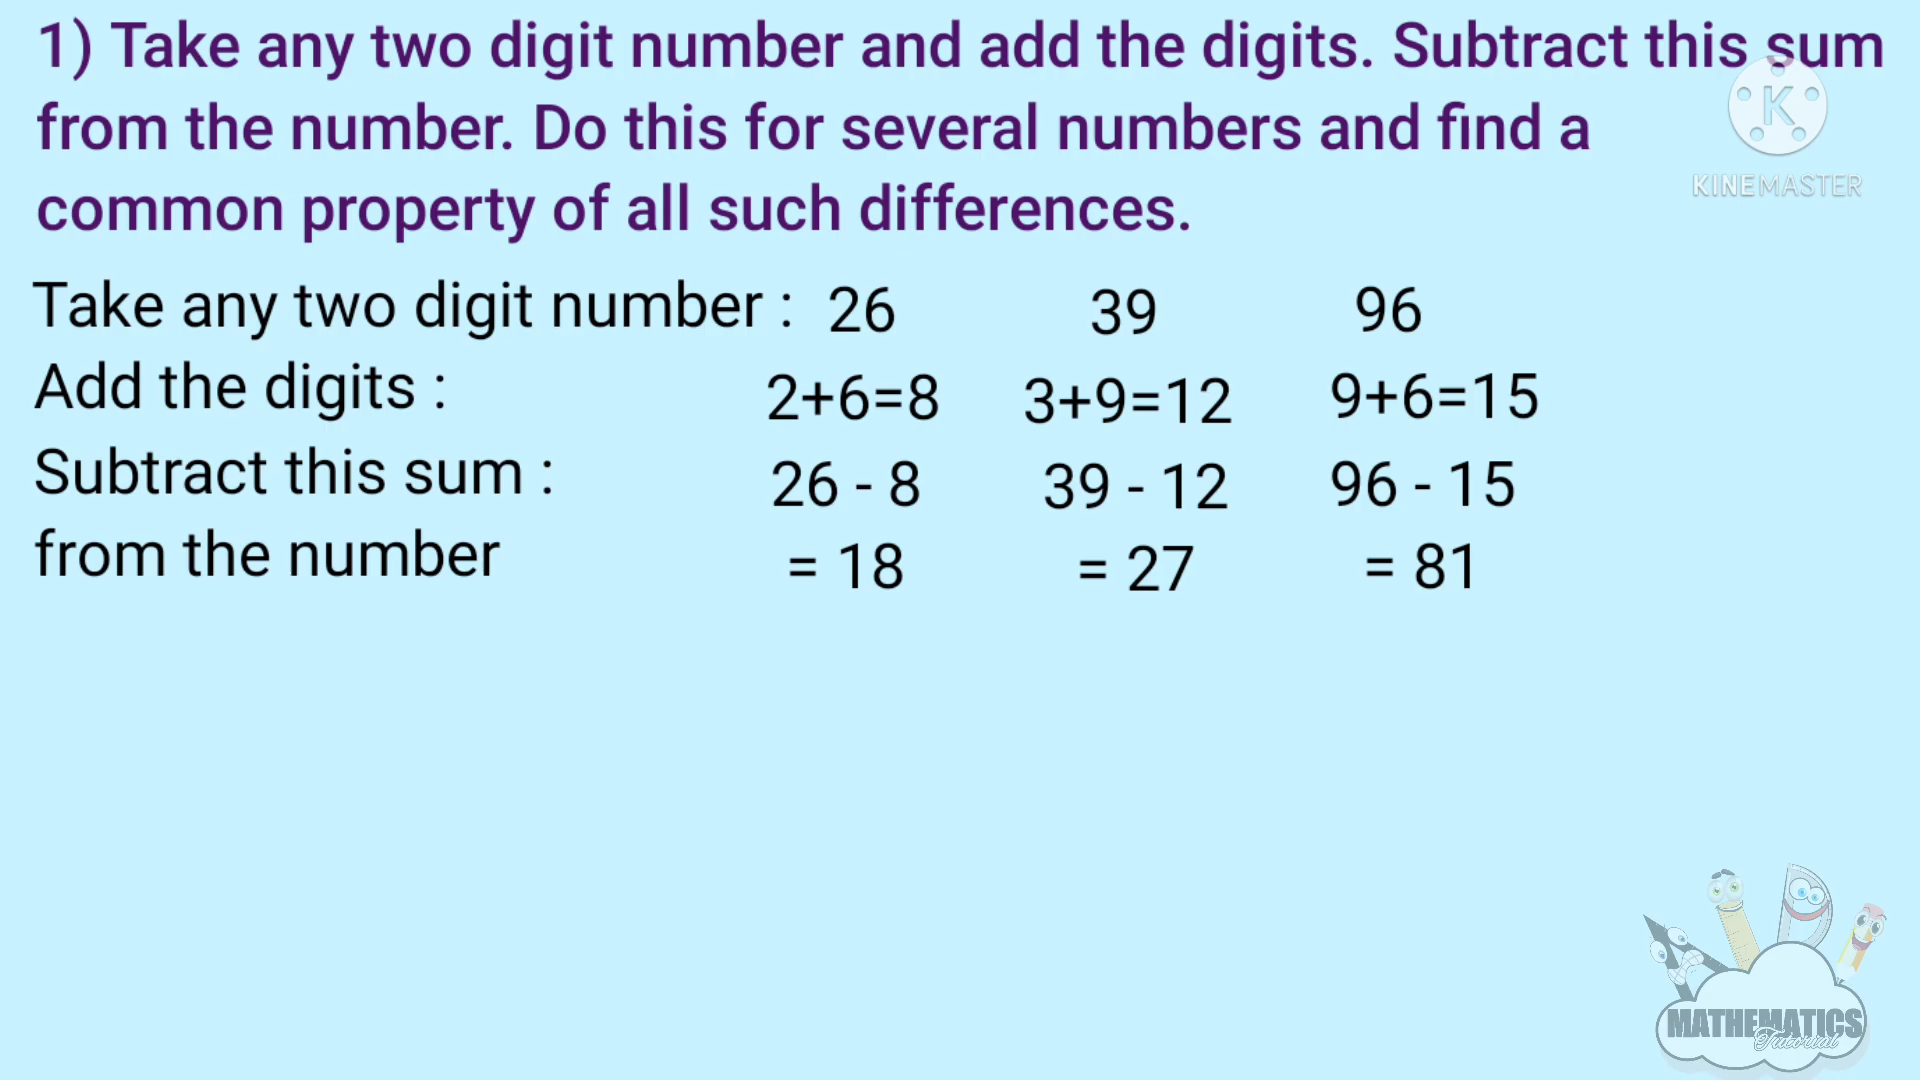 1) Take any two digit number and add the digits. Subtract this sum
from the number. Do this for several numbers and find a
common property of all such differences.
KINEMASTER
Take any two digit number : 26 39 96
Add the digits : 2+6=8 3+9=12 9+6=15
Subtract this sum : 26 - 8 39 - 12 96 - 15
from the number = 18 = 27 = 81
MATHEMATICS
Tutorial